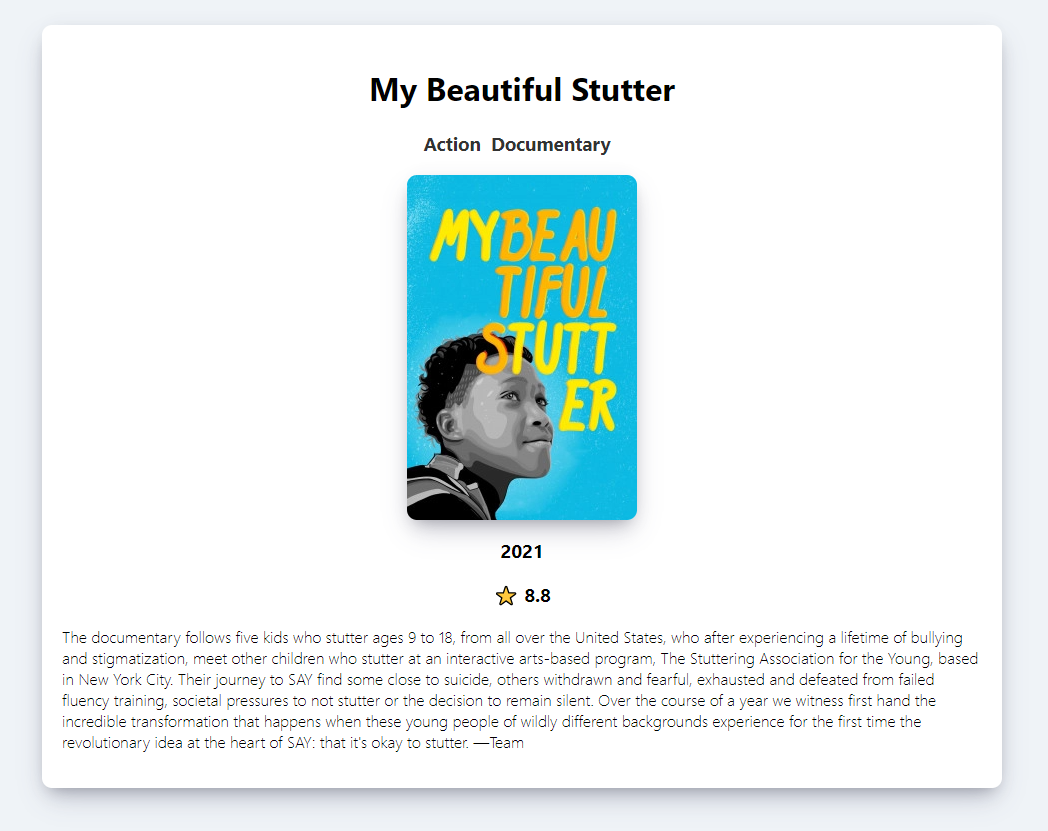 My Beautiful Stutter
Action Documentary
MY BEAU
TIFUL
STUTT
ER
2021
8.8
The documentary follows five kids who stutter ages 9 to 18, from all over the United States, who after experiencing a lifetime of bullying
and stigmatization, meet other children who stutter at an interactive arts-based program, The Stuttering Association for the Young, based
in New York City. Their journey to SAY find some close to suicide, others withdrawn and fearful, exhausted and defeated from failed
fluency training, societal pressures to not stutter or the decision to remain silent. Over the course of a year we witness first hand the
incredible transformation that happens when these young people of wildly different backgrounds experience for the first time the
revolutionary idea at the heart of SAY: that it's okay to stutter. —Team